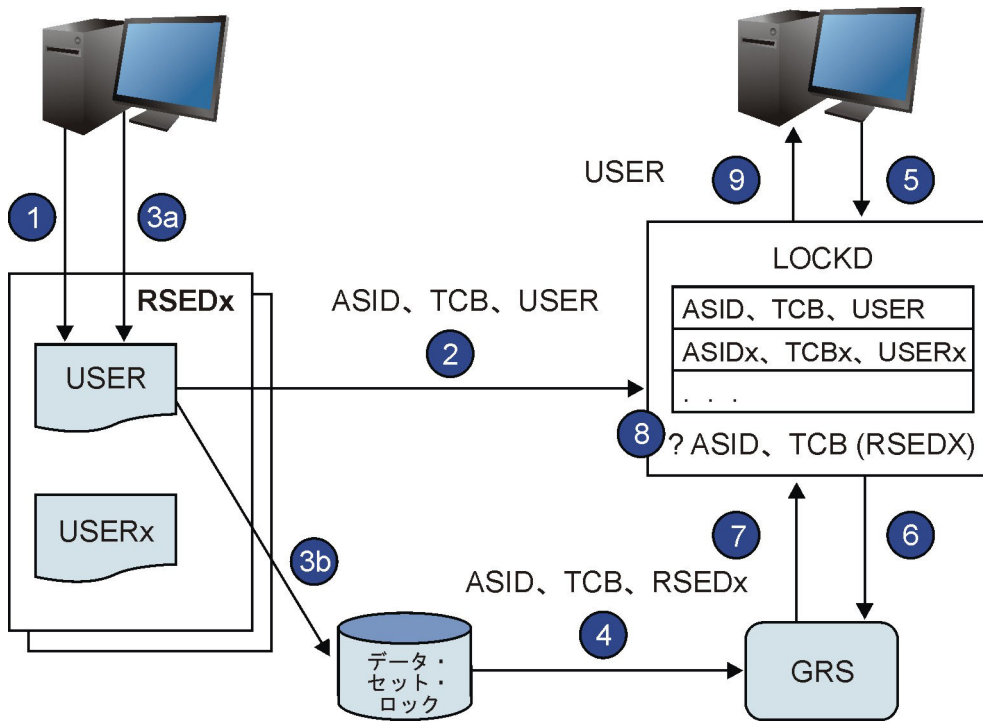 1
3a
USER
9
5
RSEDx
USER
USERx
ASID、TCB、USER
2
LOCKD
ASID、TCB、USER
ASIDx、TCBx、USERx
. . .
8
? ASID、TCB (RSEDX)
3b
7
6
ASID、TCB、RSEDx
4
データ・
セット・
ロック
GRS